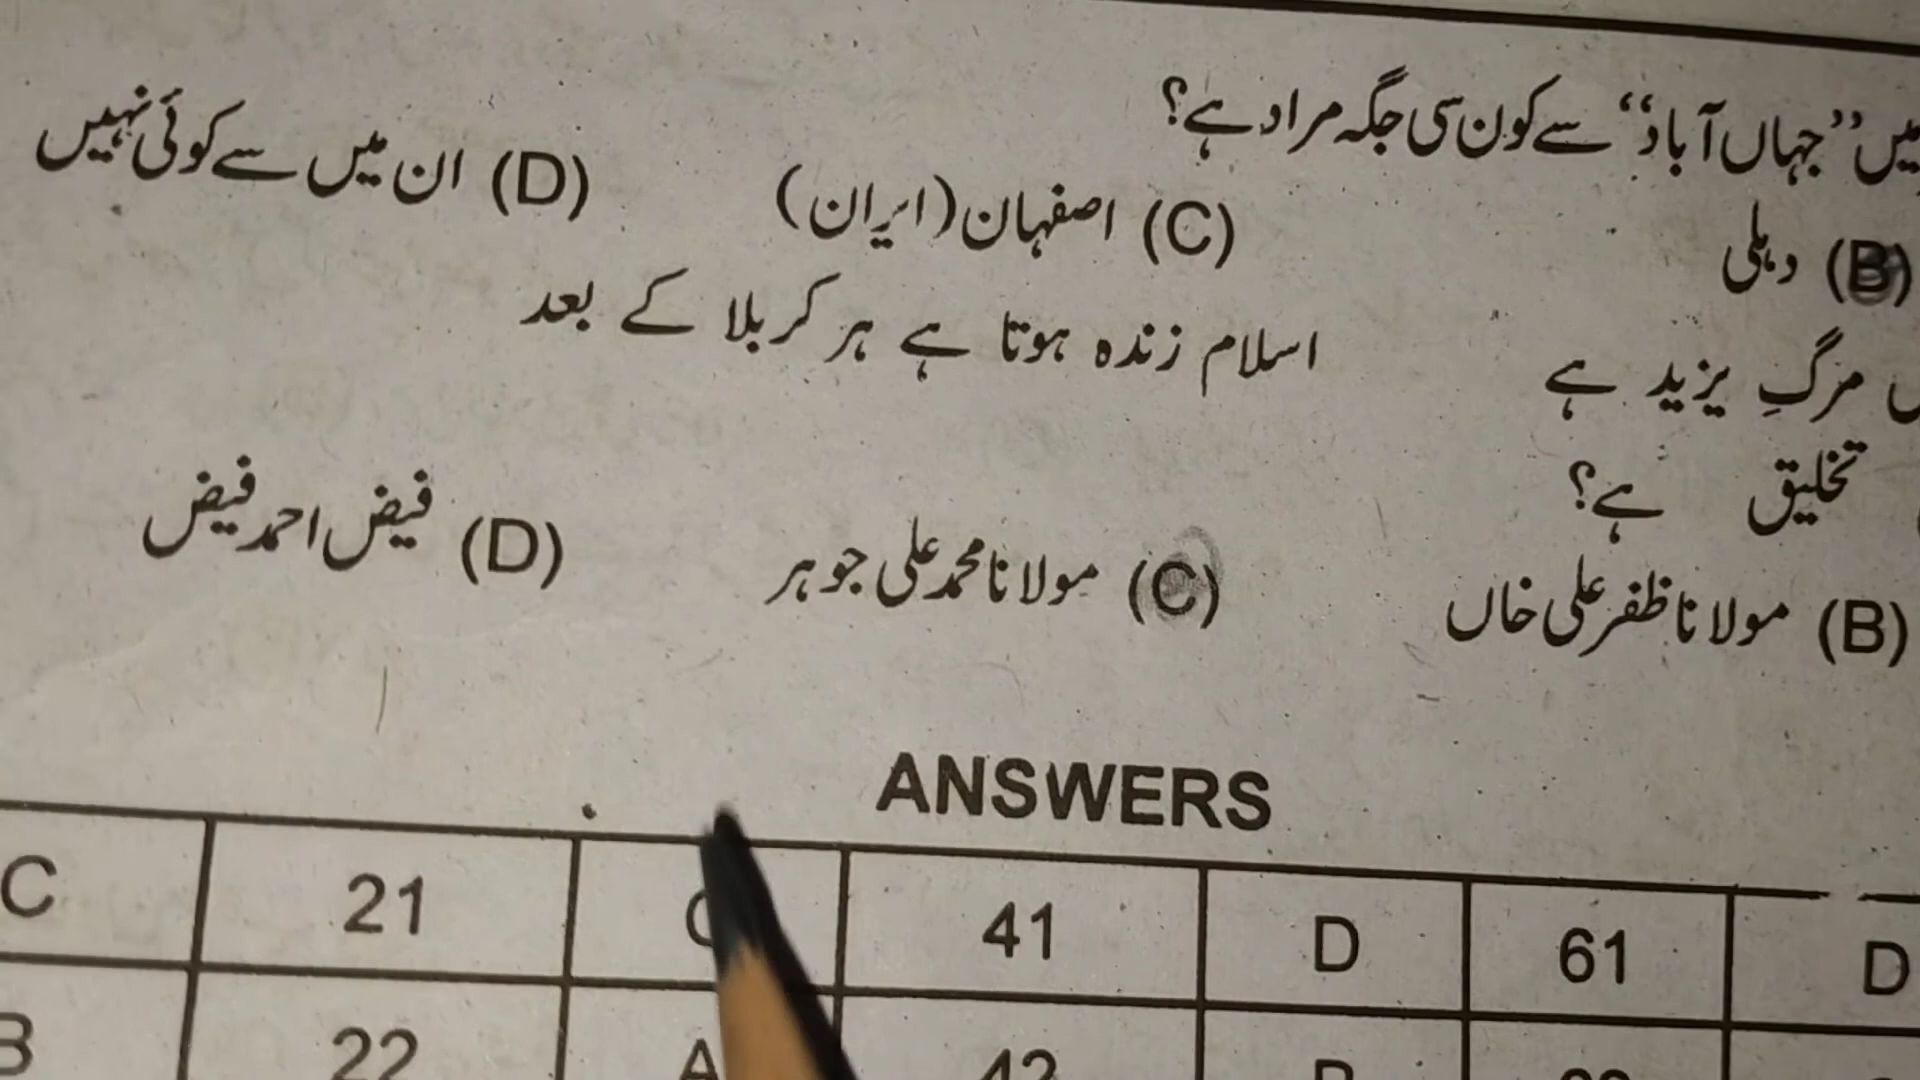 میں ”جہاں آباد“ سے کون سی جگہ مراد ہے؟
(B) دہلی (C) اصفہان (ایران) (D) ان میں سے کوئی نہیں
مرگِ یزید ہے اسلام زندہ ہوتا ہے ہر کربلا کے بعد
تخلیق ہے؟
(B) مولانا ظفر علی خاں (C) مولانا محمد علی جوہر (D) فیض احمد فیض
ANSWERS
C 21 41 D 61 D
B 22 A 42